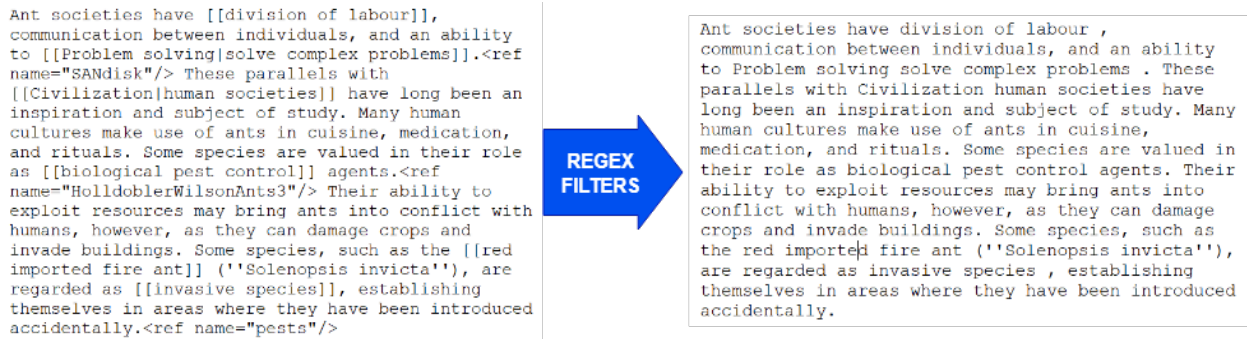 Ant societies have [[division of labour]],
communication between individuals, and an ability
to [[Problem solving|solve complex problems]].<ref
name="SANdisk"/> These parallels with
[[Civilization|human societies]] have long been an
inspiration and subject of study. Many human
cultures make use of ants in cuisine, medication,
and rituals. Some species are valued in their role
as [[biological pest control]] agents.<ref
name="HolldoblerWilsonAnts3"/> Their ability to
exploit resources may bring ants into conflict with
humans, however, as they can damage crops and
invade buildings. Some species, such as the [[red
imported fire ant]] (''Solenopsis invicta''), are
regarded as [[invasive species]], establishing
themselves in areas where they have been introduced
accidentally.<ref name="pests"/>
REGEX
FILTERS
Ant societies have division of labour ,
communication between individuals, and an ability
to Problem solving solve complex problems . These
parallels with Civilization human societies have
long been an inspiration and subject of study. Many
human cultures make use of ants in cuisine,
medication, and rituals. Some species are valued in
their role as biological pest control agents. Their
ability to exploit resources may bring ants into
conflict with humans, however, as they can damage
crops and invade buildings. Some species, such as
the red imported fire ant (''Solenopsis invicta''),
are regarded as invasive species , establishing
themselves in areas where they have been introduced
accidentally.